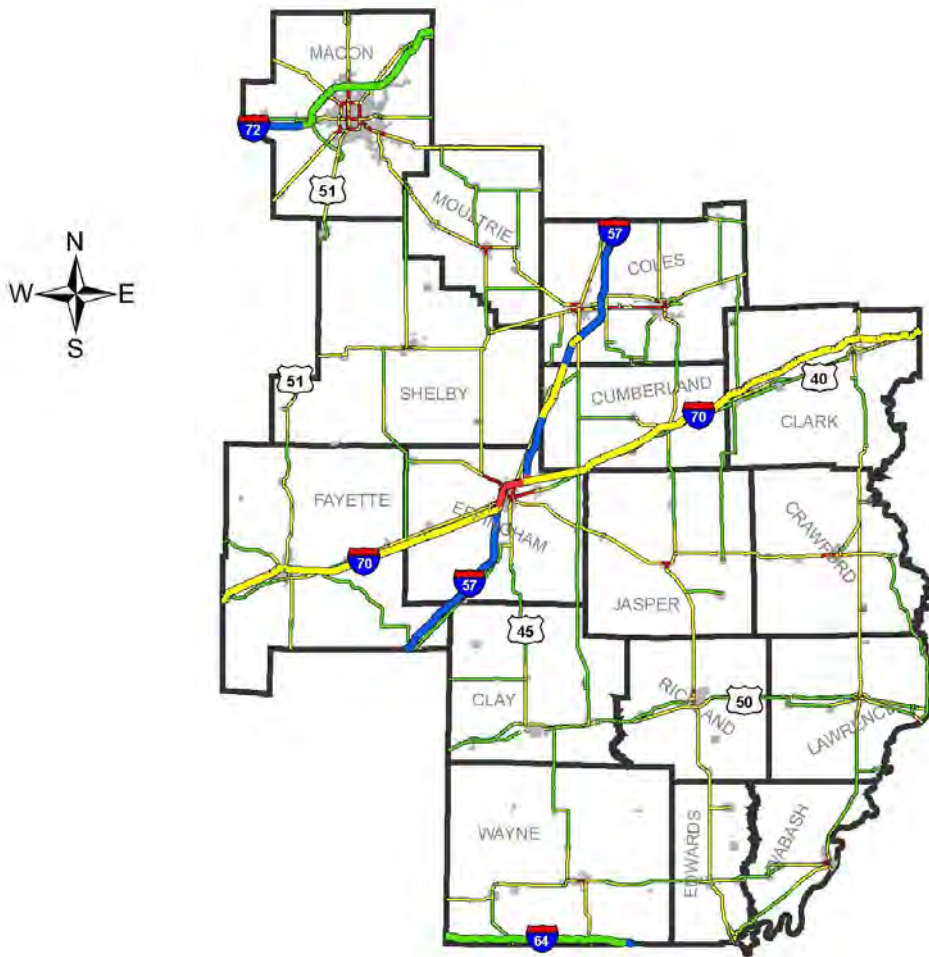 MACON
72
51
MOULTRIE
57
COLES
N
W E
S
51
SHELBY
CUMBERLAND
40
70
CLARK
FAYETTE
EFFINGHAM
CRAWFORD
70
57
JASPER
45
CLAY
RICHLAND
50
LAWRENCE
WAYNE
EDWARDS
WABASH
64